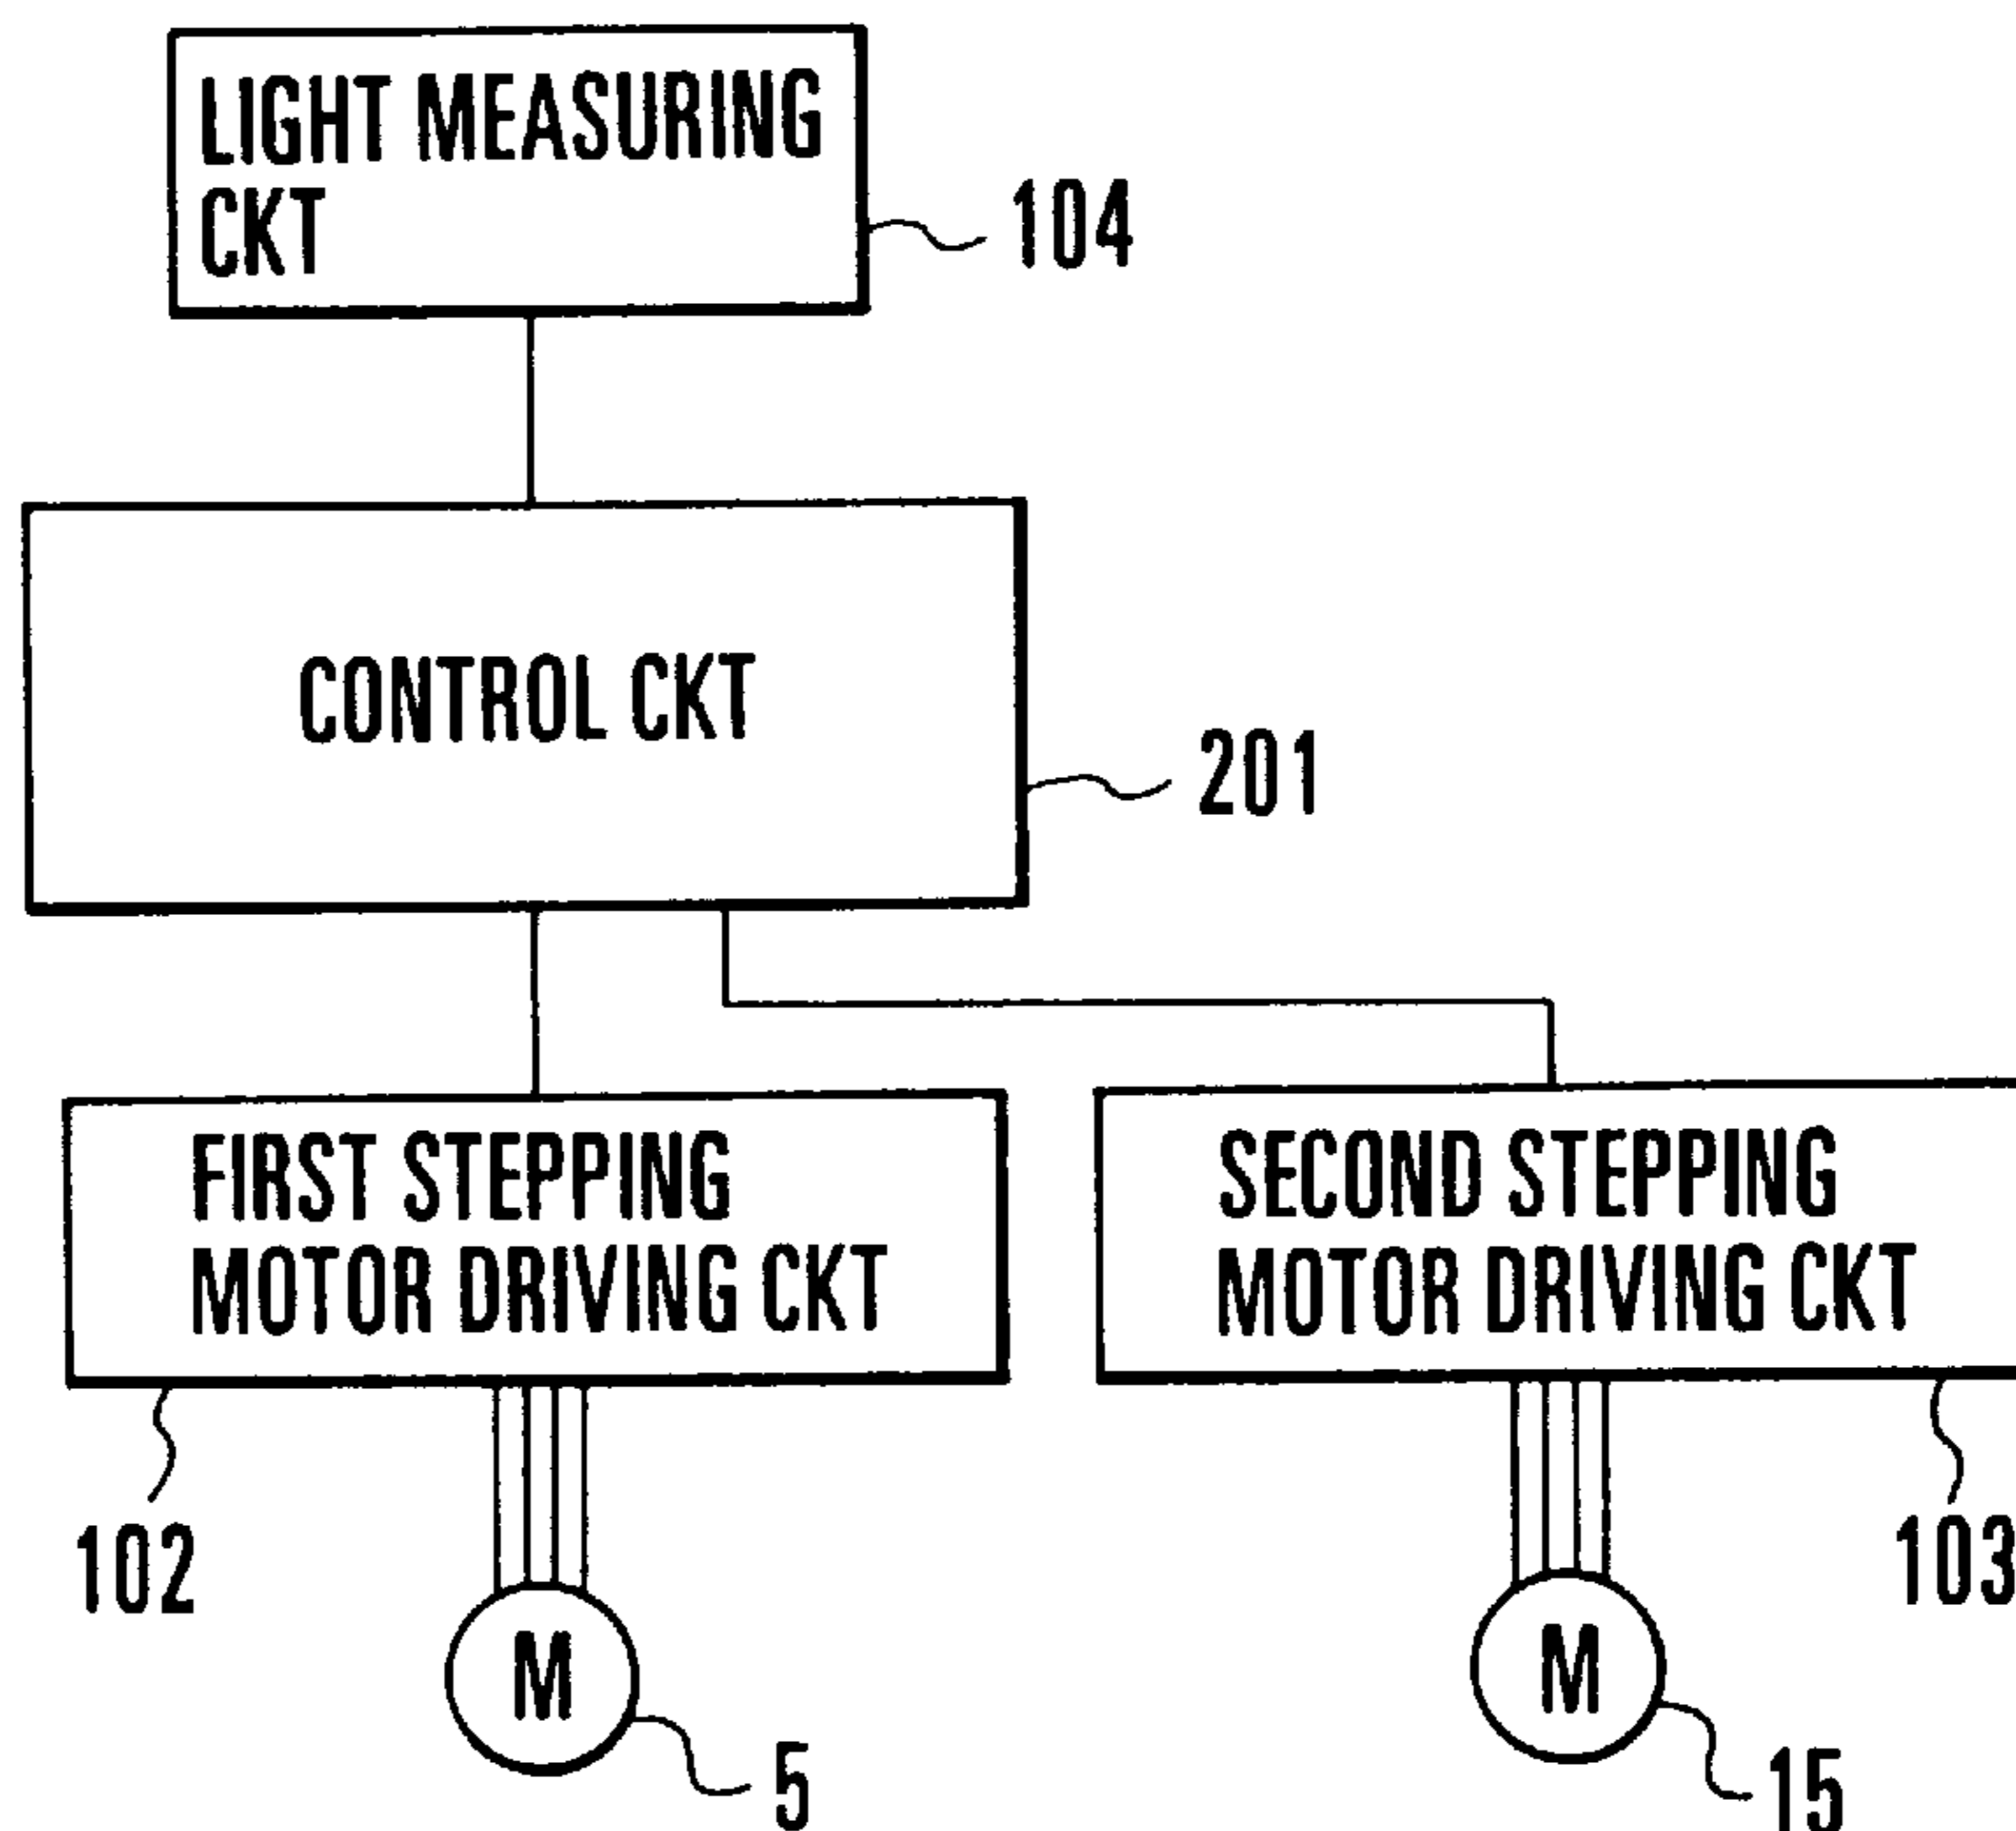 LIGHT MEASURING
CKT
104
CONTROL CKT
201
FIRST STEPPING
MOTOR DRIVING CKT
SECOND STEPPING
MOTOR DRIVING CKT
102
103
M
M
5
15